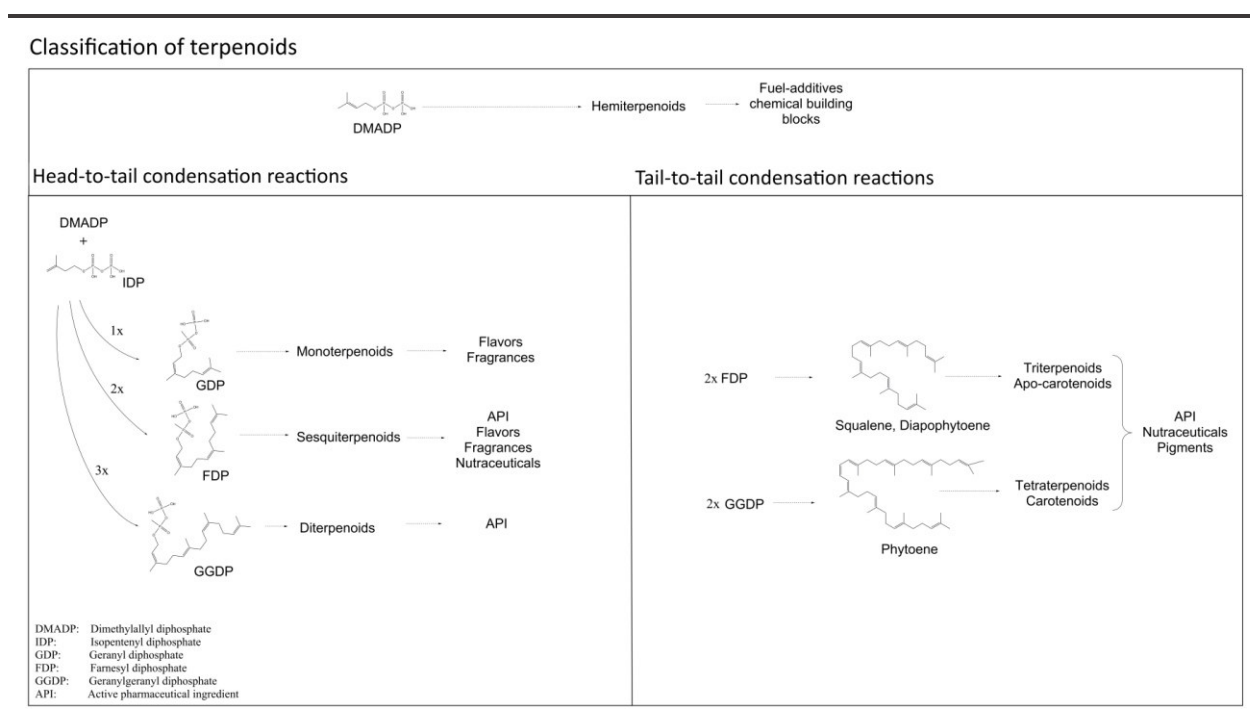 Classification of terpenoids
DMADP
Hemiterpenoids
Fuel-additives
chemical building
blocks
Head-to-tail condensation reactions
Tail-to-tail condensation reactions
DMADP
+
IDP
1x
GDP
Monoterpenoids
Flavors
Fragrances
2x
FDP
Sesquiterpenoids
API
Flavors
Fragrances
Nutraceuticals
3x
GGDP
Diterpenoids
API
2x FDP
Squalene, Diapophytoene
Triterpenoids
Apo-carotenoids
2x GGDP
Phytoene
Tetraterpenoids
Carotenoids
API
Nutraceuticals
Pigments
DMADP: Dimethylallyl diphosphate
IDP: Isopentenyl diphosphate
GDP: Geranyl diphosphate
FDP: Farnesyl diphosphate
GGDP: Geranylgeranyl diphosphate
API: Active pharmaceutical ingredient